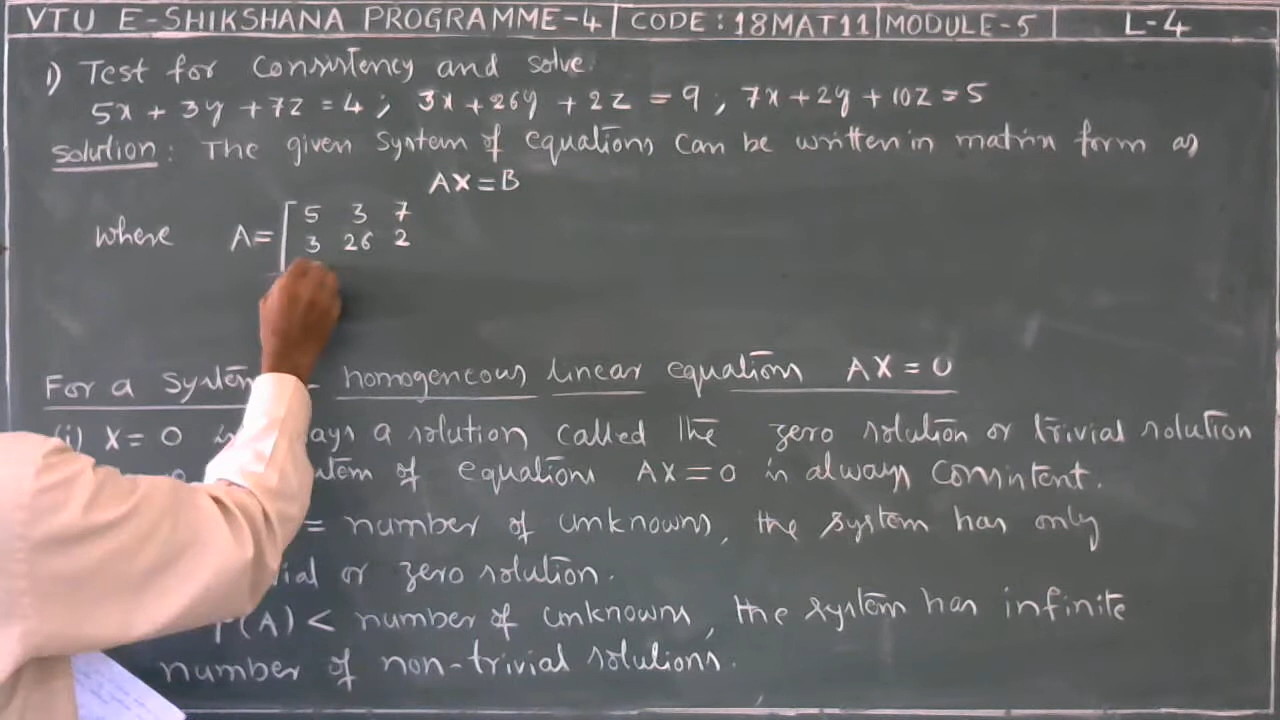 VTU E-SHIKSHANA PROGRAMME-4 | CODE: 18MAT11 | MODULE-5 | L-4
1) Test for Consistency and solve.
5x + 3y + 7z = 4 ; 3x + 26y + 2z = 9 ; 7x + 2y + 10z = 5
Solution : The given system of equations can be written in matrix form as
AX = B
where A = [ 5 3 7
3 26 2
For a System homogeneous linear equations AX = 0
(i) X = 0 a solution called the zero solution or trivial solution
of equations AX = 0 is always consistent.
= number of unknowns, the system has only
or zero solution.
(A) < number of unknowns, the system has infinite
number of non-trivial solutions.